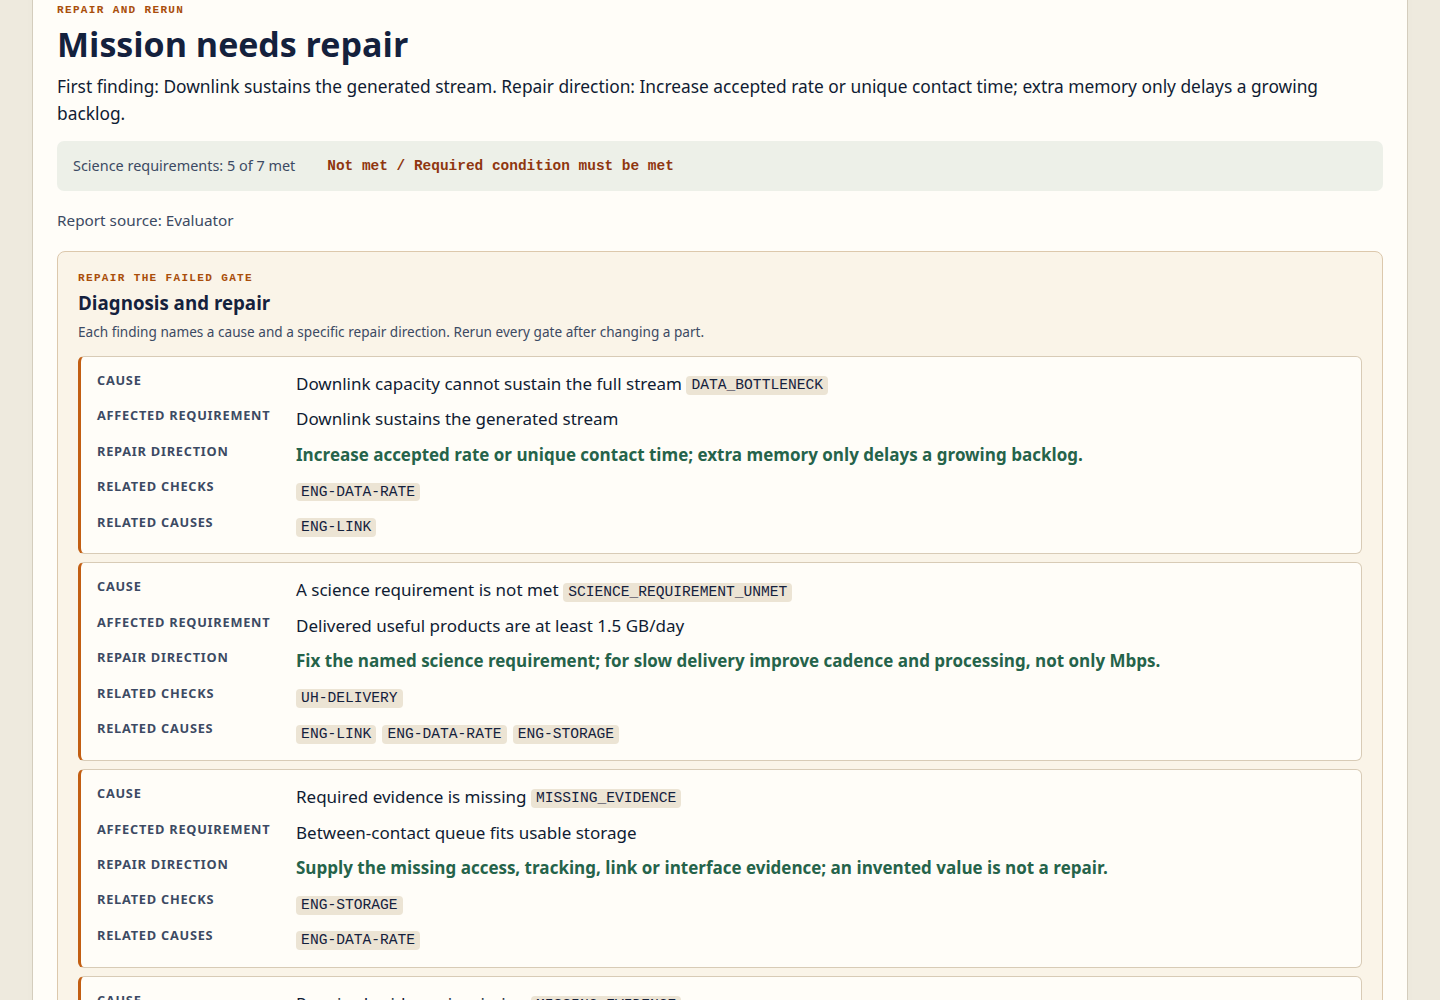 REPAIR AND RERUN
Mission needs repair
First finding: Downlink sustains the generated stream. Repair direction: Increase accepted rate or unique contact time; extra memory only delays a growing
backlog.
Science requirements: 5 of 7 met Not met / Required condition must be met
Report source: Evaluator
REPAIR THE FAILED GATE
Diagnosis and repair
Each finding names a cause and a specific repair direction. Rerun every gate after changing a part.
CAUSE Downlink capacity cannot sustain the full stream DATA_BOTTLENECK
AFFECTED REQUIREMENT Downlink sustains the generated stream
REPAIR DIRECTION Increase accepted rate or unique contact time; extra memory only delays a growing backlog.
RELATED CHECKS ENG-DATA-RATE
RELATED CAUSES ENG-LINK
CAUSE A science requirement is not met SCIENCE_REQUIREMENT_UNMET
AFFECTED REQUIREMENT Delivered useful products are at least 1.5 GB/day
REPAIR DIRECTION Fix the named science requirement; for slow delivery improve cadence and processing, not only Mbps.
RELATED CHECKS UH-DELIVERY
RELATED CAUSES ENG-LINK ENG-DATA-RATE ENG-STORAGE
CAUSE Required evidence is missing MISSING_EVIDENCE
AFFECTED REQUIREMENT Between-contact queue fits usable storage
REPAIR DIRECTION Supply the missing access, tracking, link or interface evidence; an invented value is not a repair.
RELATED CHECKS ENG-STORAGE
RELATED CAUSES ENG-DATA-RATE